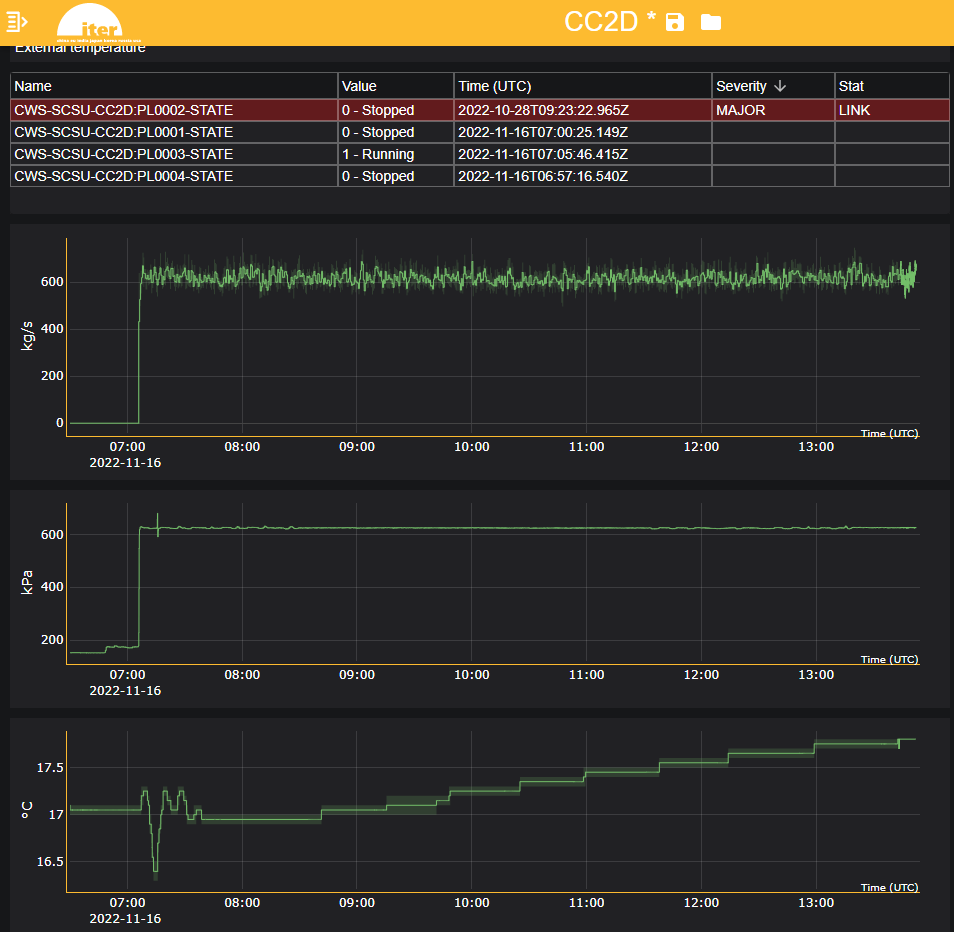 CC2D *
iter
china eu india japan korea russia usa
External temperature
Name Value Time (UTC) Severity Stat
CWS-SCSU-CC2D:PL0002-STATE 0 - Stopped 2022-10-28T09:23:22.965Z MAJOR LINK
CWS-SCSU-CC2D:PL0001-STATE 0 - Stopped 2022-11-16T07:00:25.149Z
CWS-SCSU-CC2D:PL0003-STATE 1 - Running 2022-11-16T07:05:46.415Z
CWS-SCSU-CC2D:PL0004-STATE 0 - Stopped 2022-11-16T06:57:16.540Z
600
400
200
0
kg/s
Time (UTC)
07:00 08:00 09:00 10:00 11:00 12:00 13:00
2022-11-16
600
400
200
kPa
Time (UTC)
07:00 08:00 09:00 10:00 11:00 12:00 13:00
2022-11-16
17.5
17
16.5
°C
Time (UTC)
07:00 08:00 09:00 10:00 11:00 12:00 13:00
2022-11-16